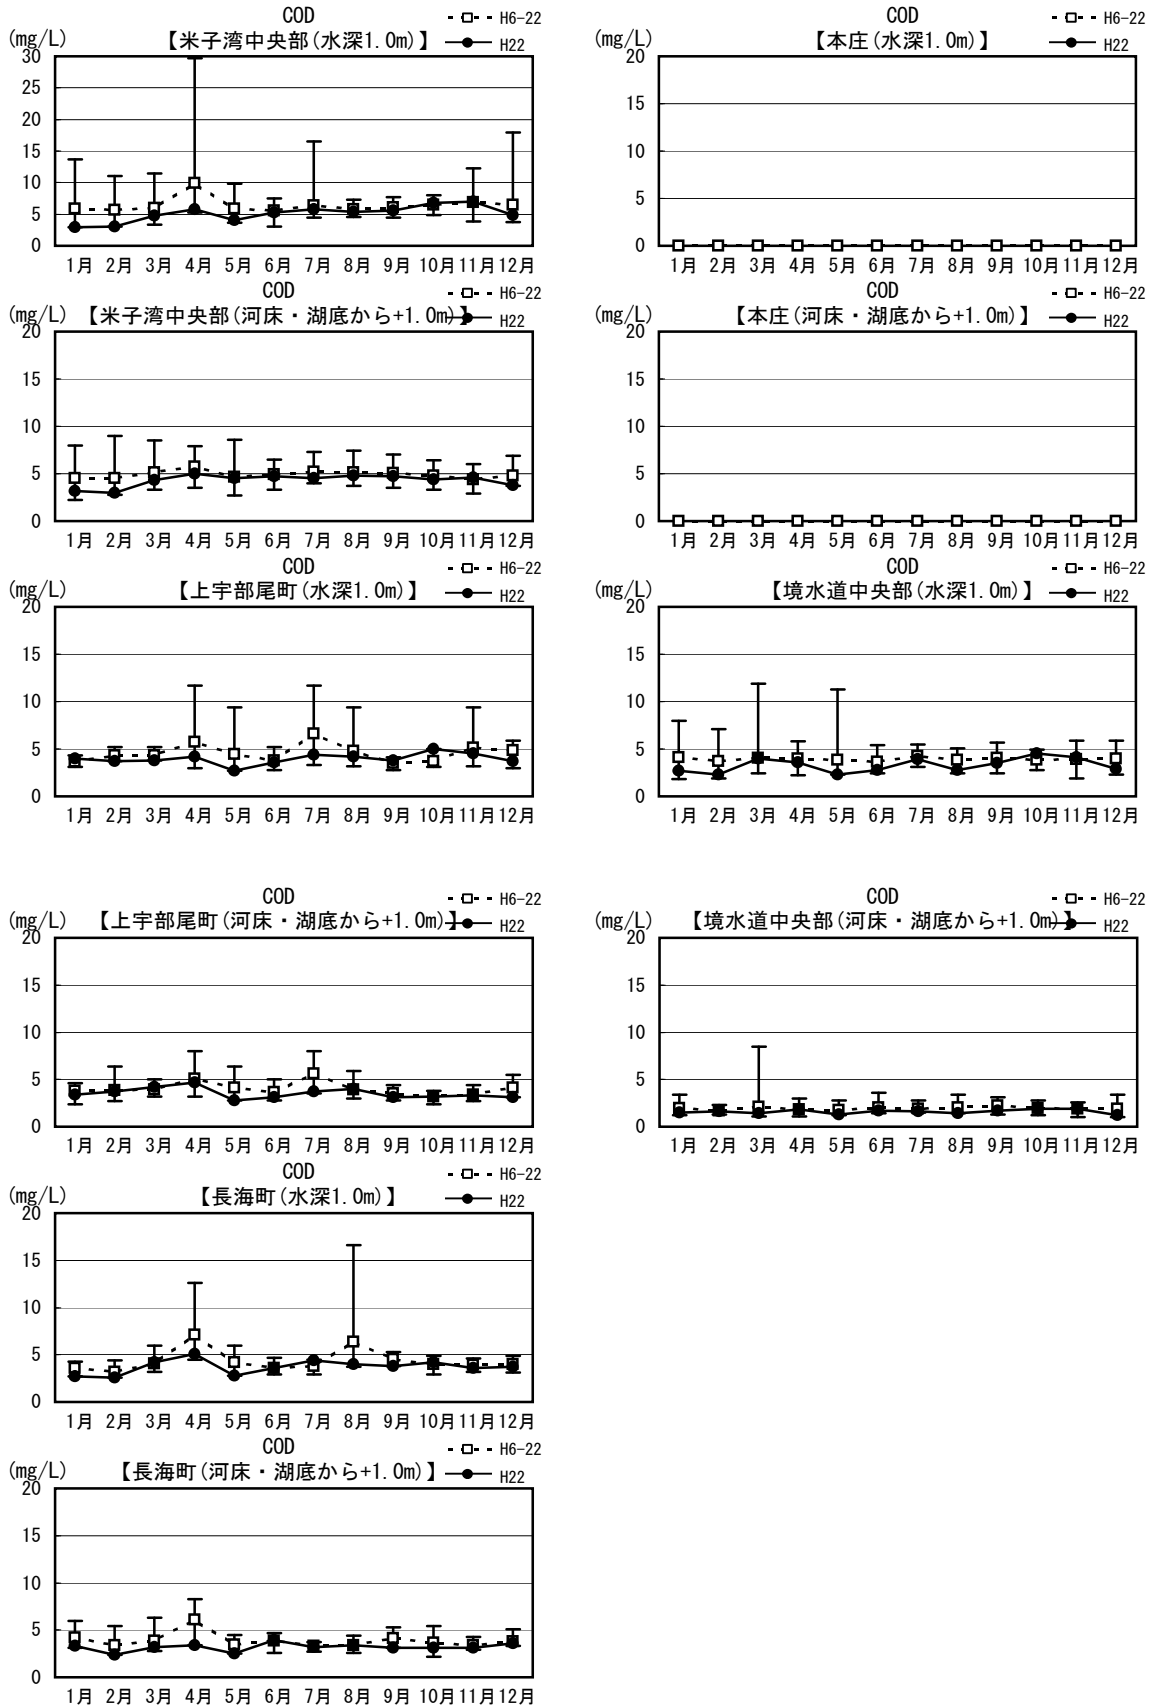 COD
H6-22
(mg/L)
【米子湾中央部(水深1.0m)】
H22
30
25
20
15
10
5
0
1月 2月 3月 4月 5月 6月 7月 8月 9月 10月 11月 12月
COD
H6-22
(mg/L)
【本庄(水深1.0m)】
H22
20
15
10
5
0
1月 2月 3月 4月 5月 6月 7月 8月 9月 10月 11月 12月
COD
H6-22
(mg/L)
【米子湾中央部(河床・湖底から+1.0m)】
H22
20
15
10
5
0
1月 2月 3月 4月 5月 6月 7月 8月 9月 10月 11月 12月
COD
H6-22
(mg/L)
【本庄(河床・湖底から+1.0m)】
H22
20
15
10
5
0
1月 2月 3月 4月 5月 6月 7月 8月 9月 10月 11月 12月
COD
H6-22
(mg/L)
【上宇部尾町(水深1.0m)】
H22
20
15
10
5
0
1月 2月 3月 4月 5月 6月 7月 8月 9月 10月 11月 12月
COD
H6-22
(mg/L)
【境水道中央部(水深1.0m)】
H22
20
15
10
5
0
1月 2月 3月 4月 5月 6月 7月 8月 9月 10月 11月 12月
COD
H6-22
(mg/L)
【上宇部尾町(河床・湖底から+1.0m)】
H22
20
15
10
5
0
1月 2月 3月 4月 5月 6月 7月 8月 9月 10月 11月 12月
COD
H6-22
(mg/L)
【境水道中央部(河床・湖底から+1.0m)】
H22
20
15
10
5
0
1月 2月 3月 4月 5月 6月 7月 8月 9月 10月 11月 12月
COD
H6-22
(mg/L)
【長海町(水深1.0m)】
H22
20
15
10
5
0
1月 2月 3月 4月 5月 6月 7月 8月 9月 10月 11月 12月
COD
H6-22
(mg/L)
【長海町(河床・湖底から+1.0m)】
H22
20
15
10
5
0
1月 2月 3月 4月 5月 6月 7月 8月 9月 10月 11月 12月